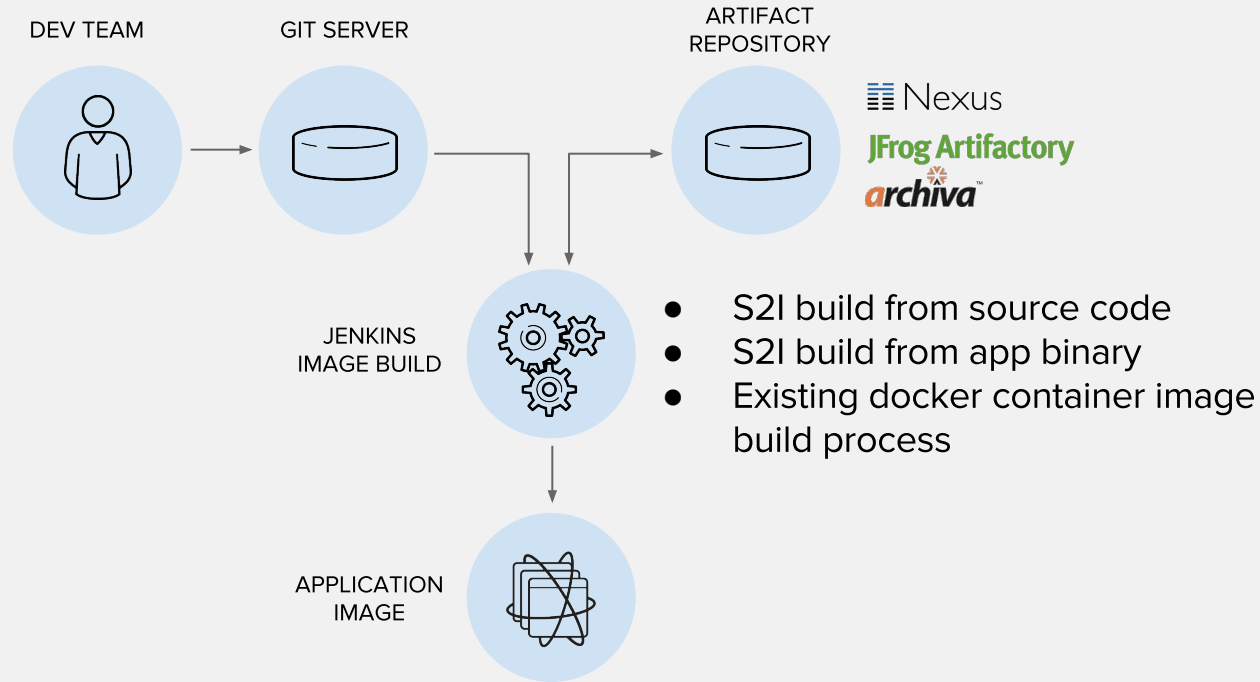 DEV TEAM
GIT SERVER
ARTIFACT
REPOSITORY
Nexus
JFrog Artifactory
archiva™
JENKINS
IMAGE BUILD
● S2I build from source code
● S2I build from app binary
● Existing docker container image
build process
APPLICATION
IMAGE